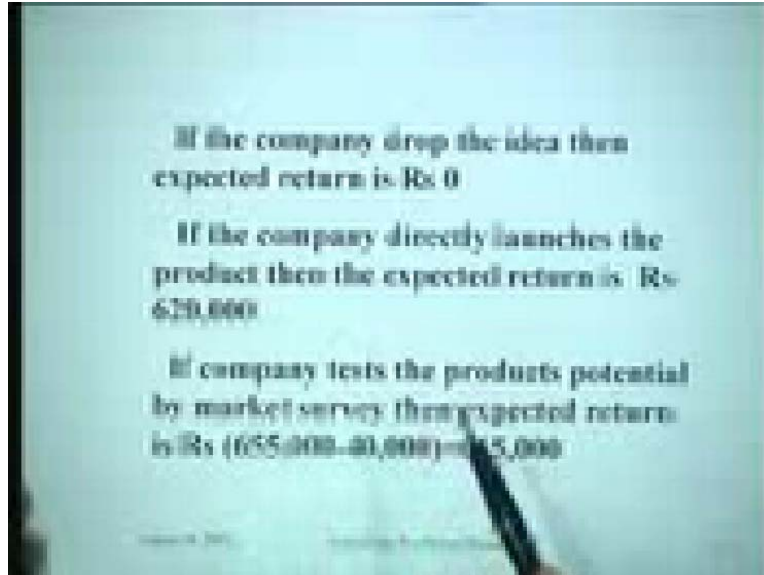 If the company drop the idea then
expected return is Rs 0
If the company directly launches the
product then the expected return is Rs
620,000
If company tests the products potential
by market survey then expected return
is Rs (655,000-40,000)= 15,000